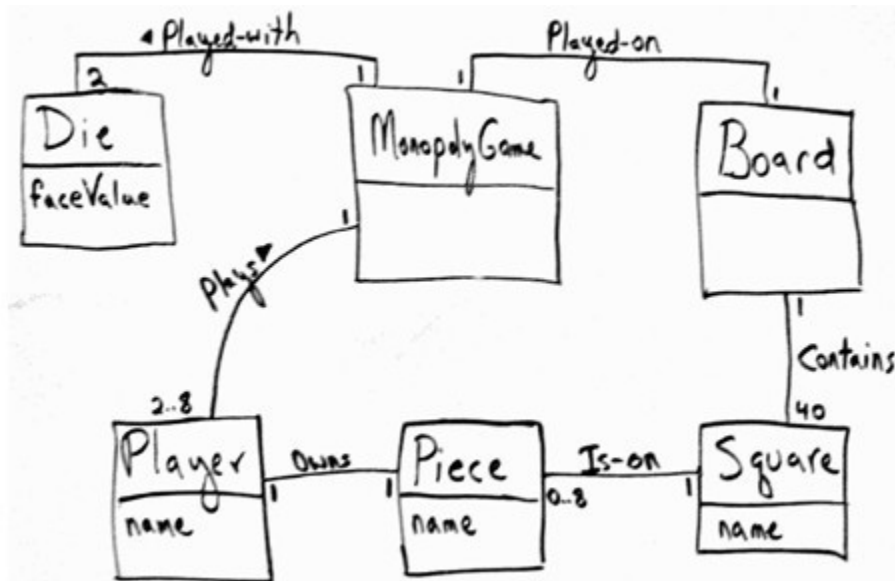 ◄ Played-with
Played-on
2
1
1
1
Die
MonopolyGame
Board
faceValue
1
Plays ►
1
Contains
2..8
40
Player
Owns
Piece
Is-on
Square
1
1
0..8
1
name
name
name